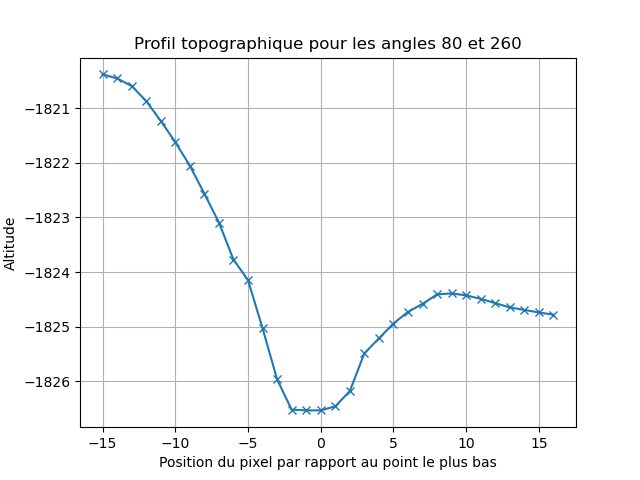 Profil topographique pour les angles 80 et 260
Altitude
−1821
−1822
−1823
−1824
−1825
−1826
−15 −10 −5 0 5 10 15
Position du pixel par rapport au point le plus bas